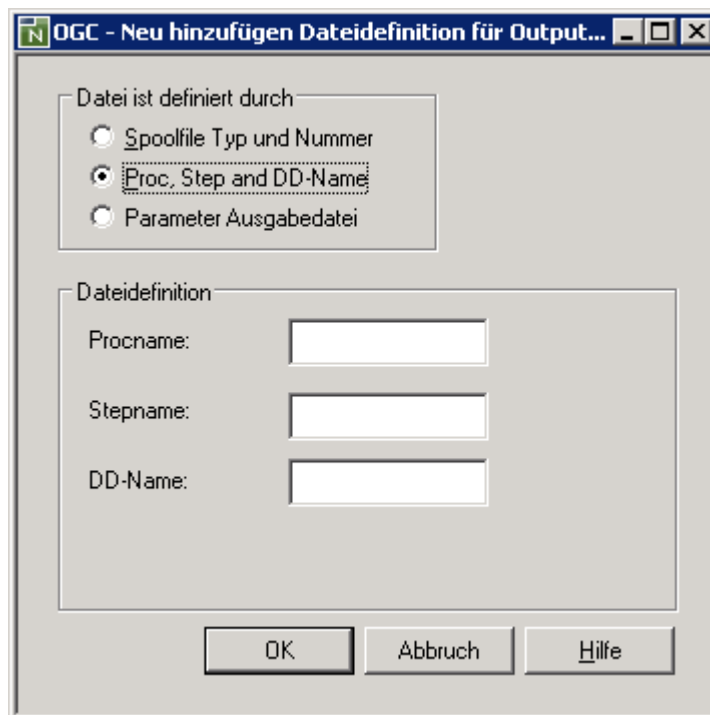 OGC - Neu hinzufügen Dateidefinition für Output...
Datei ist definiert durch
Spoolfile Typ und Nummer
Proc, Step and DD-Name
Parameter Ausgabedatei
Dateidefinition
Procname:
Stepname:
DD-Name:
OK Abbruch Hilfe